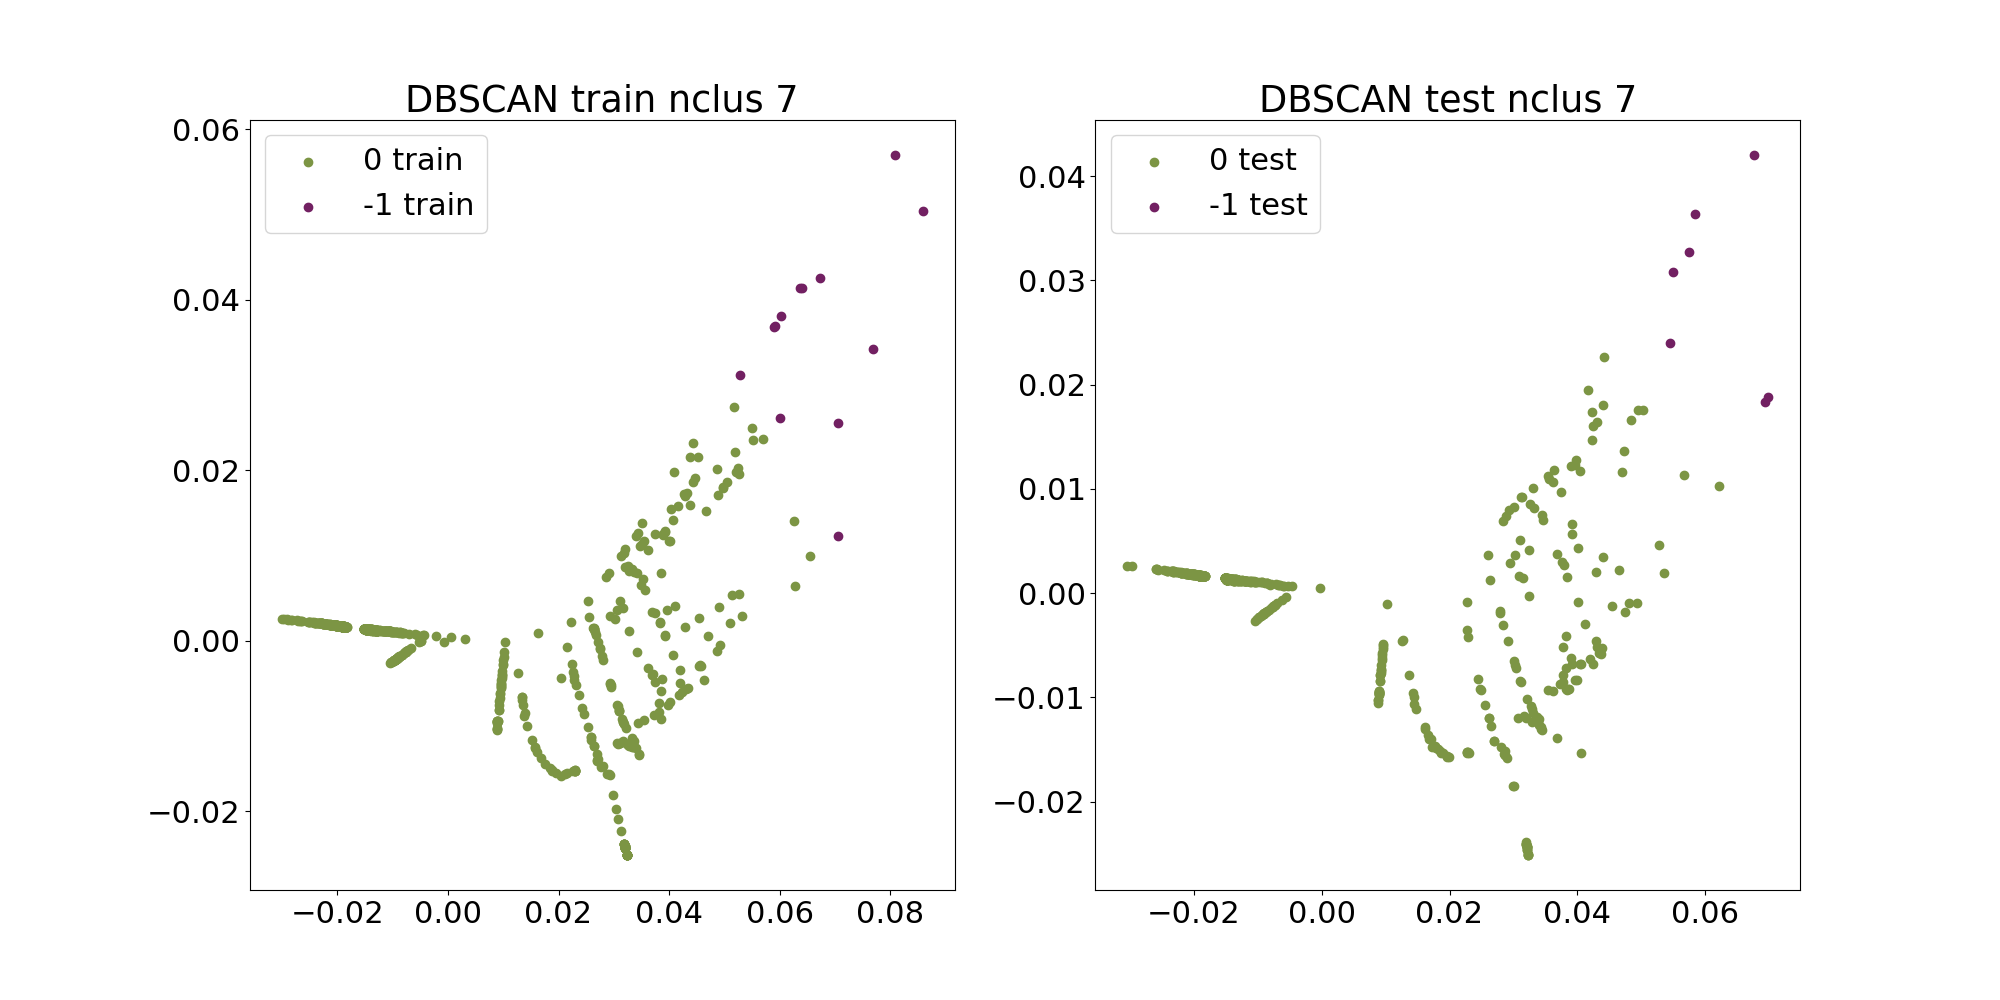 DBSCAN train nclus 7
0 train
-1 train
0.06
0.04
0.02
0.00
−0.02
−0.02 0.00 0.02 0.04 0.06 0.08
DBSCAN test nclus 7
0 test
-1 test
0.04
0.03
0.02
0.01
0.00
−0.01
−0.02
−0.02 0.00 0.02 0.04 0.06